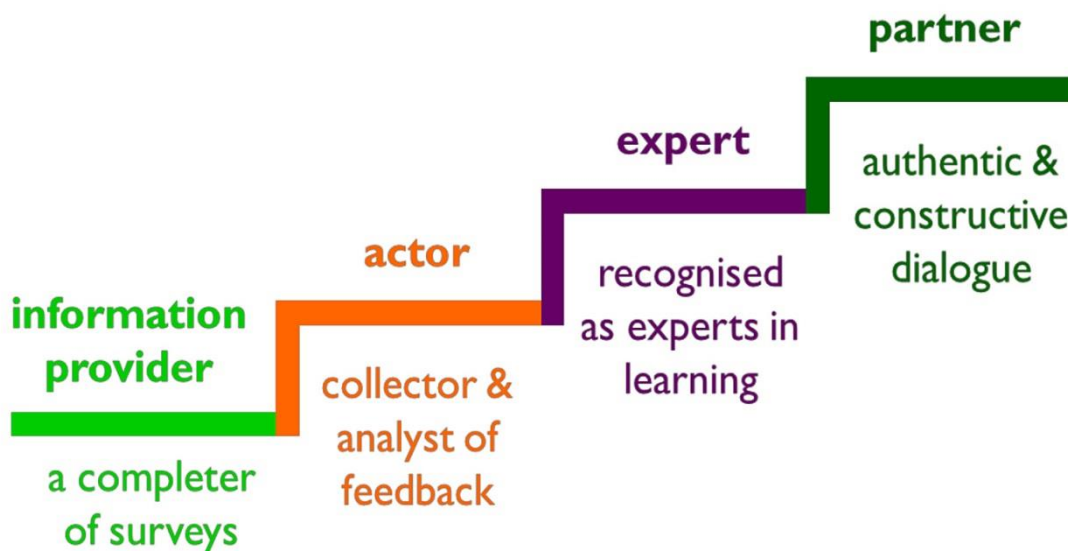 information
provider
a completer
of surveys
actor
collector &
analyst of
feedback
expert
recognised
as experts in
learning
partner
authentic &
constructive
dialogue